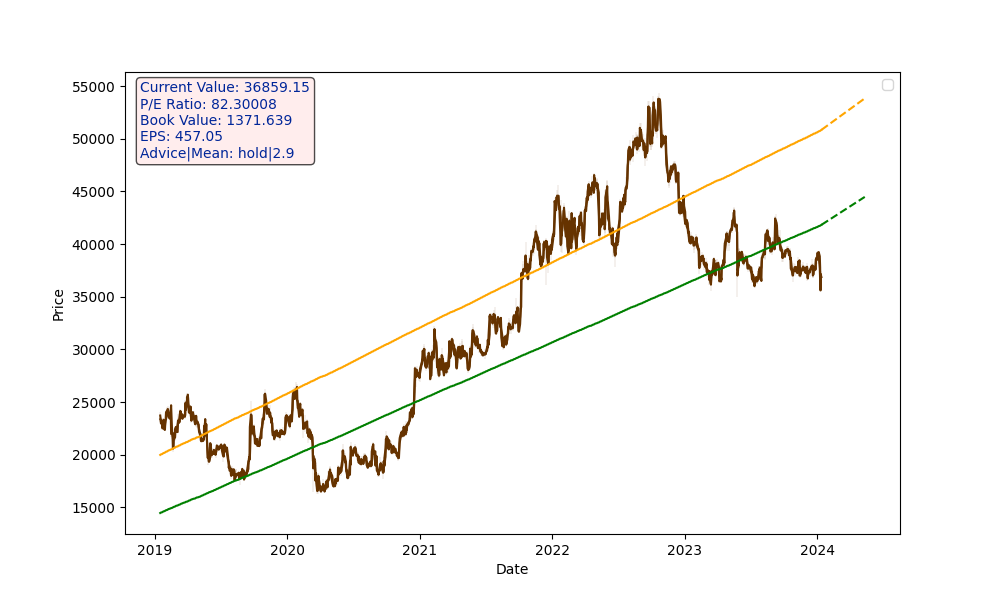 Current Value: 36859.15
P/E Ratio: 82.30008
Book Value: 1371.639
EPS: 457.05
Advice|Mean: hold|2.9
55000
50000
45000
40000
35000
30000
25000
20000
15000
Price
2019 2020 2021 2022 2023 2024
Date